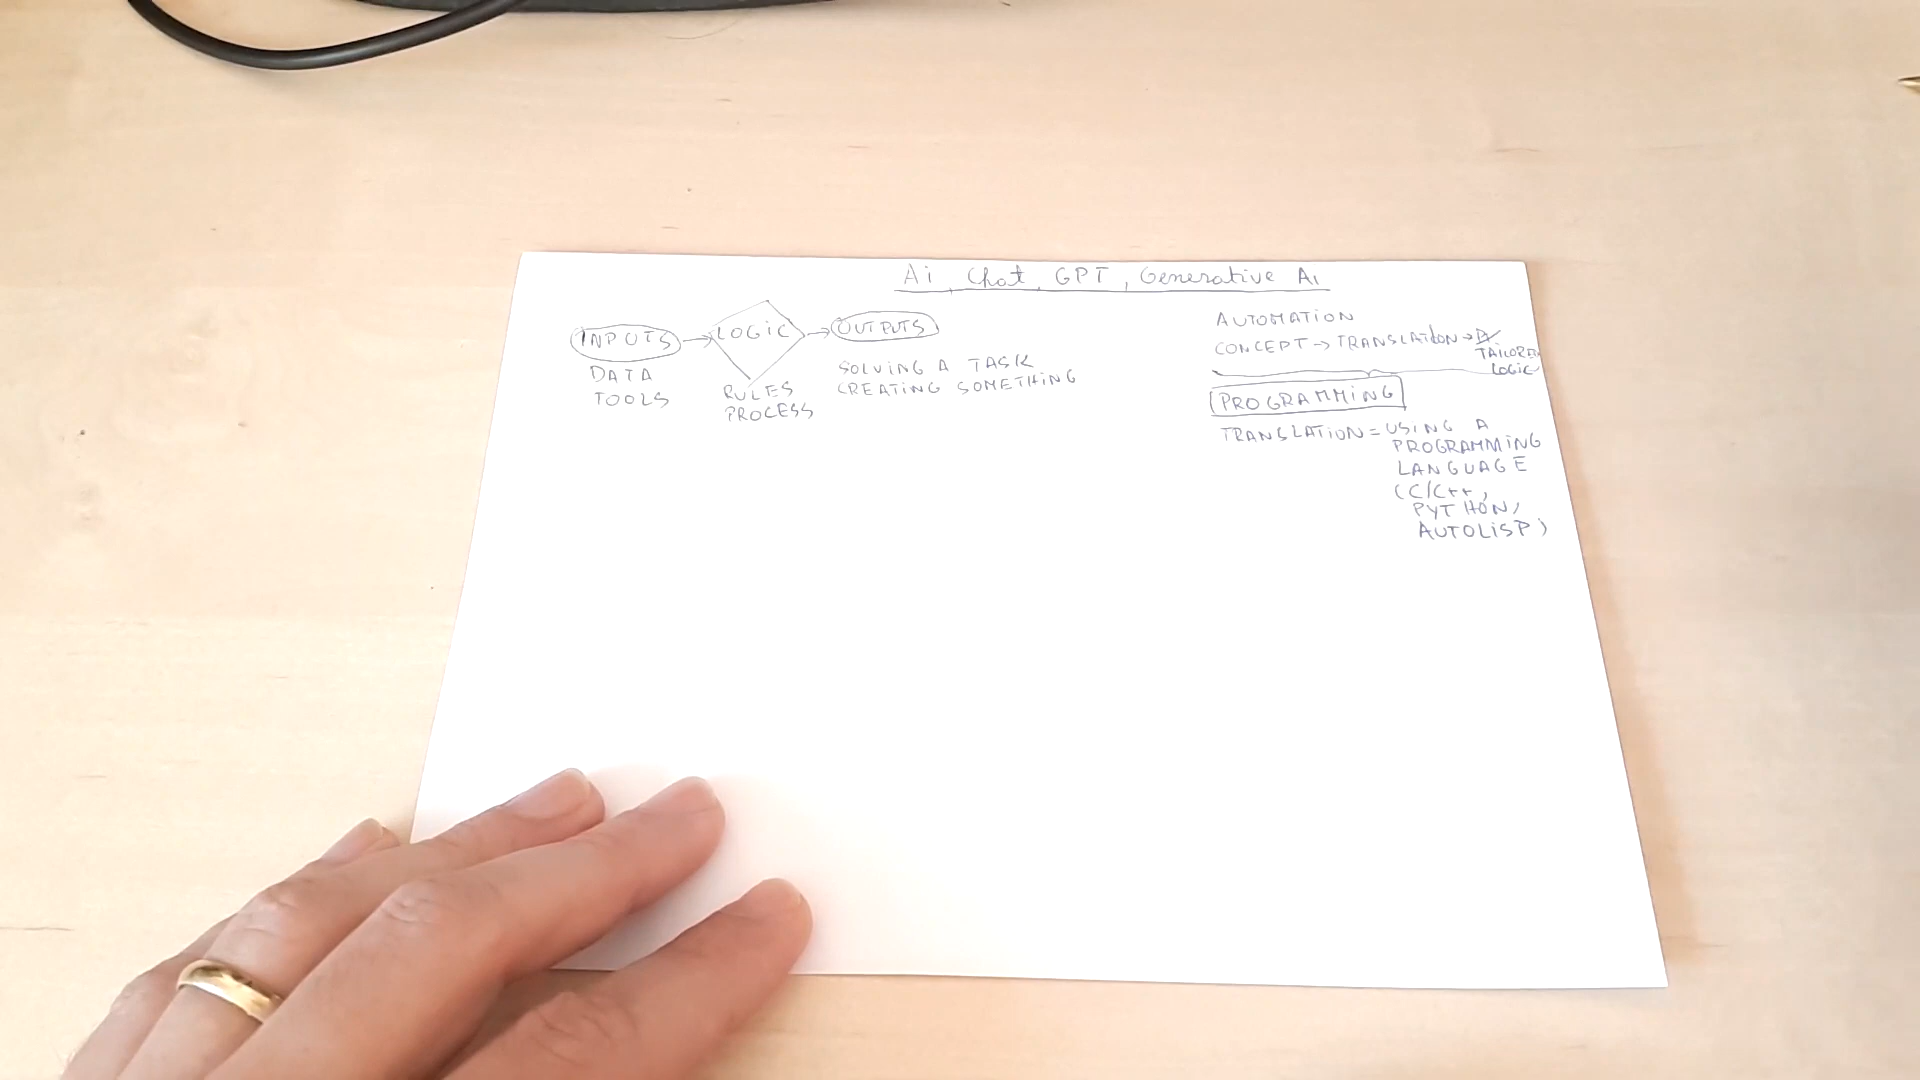 Ai, Chat, GPT, Generative Ai
INPUTS → LOGIC → OUTPUTS
DATA
TOOLS
RULES
PROCESS
SOLVING A TASK
CREATING SOMETHING
AUTOMATION
CONCEPT → TRANSLATION →
TAILORED
LOGIC
PROGRAMMING
TRANSLATION = USING A
PROGRAMMING
LANGUAGE
(C/C++,
PYTHON,
AUTOLISP)